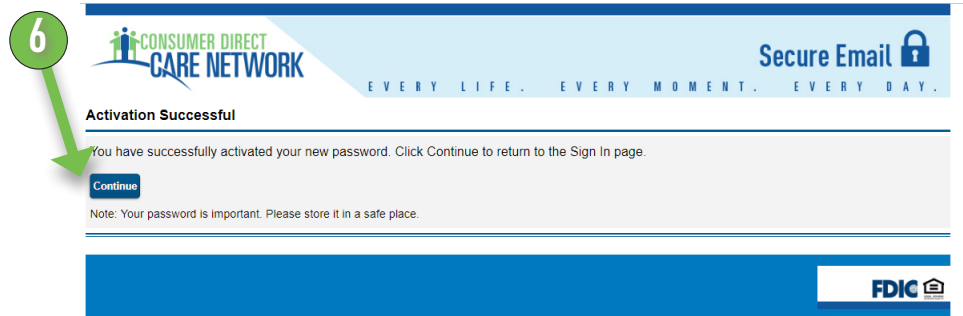 6
CONSUMER DIRECT
CARE NETWORK
Secure Email
EVERY LIFE. EVERY MOMENT. EVERY DAY.
Activation Successful
You have successfully activated your new password. Click Continue to return to the Sign In page.
Continue
Note: Your password is important. Please store it in a safe place.
FDIC